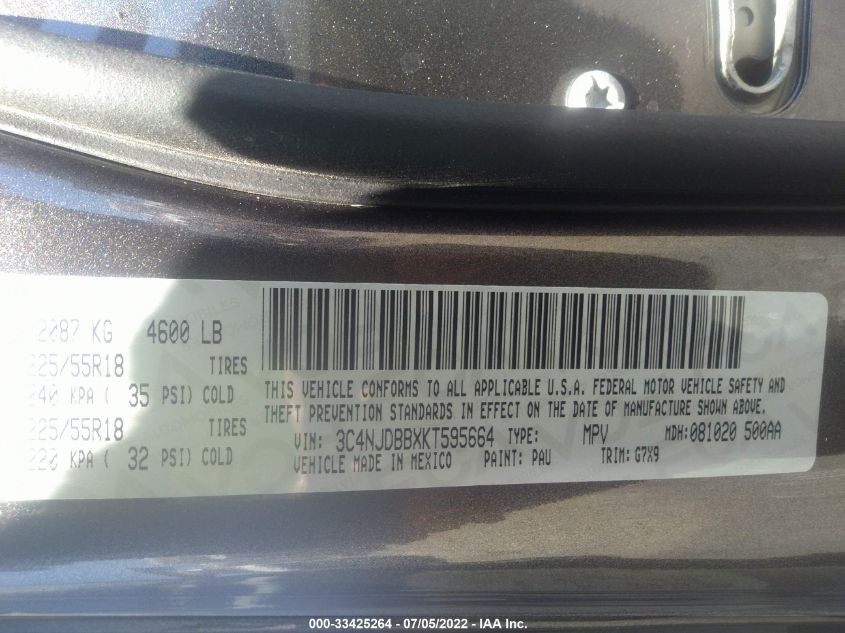 2087 KG 4600 LB
225/55R18 TIRES
240 KPA ( 35 PSI) COLD
225/55R18 TIRES
220 KPA ( 32 PSI) COLD
THIS VEHICLE CONFORMS TO ALL APPLICABLE U.S.A. FEDERAL MOTOR VEHICLE SAFETY AND
THEFT PREVENTION STANDARDS IN EFFECT ON THE DATE OF MANUFACTURE SHOWN ABOVE.
VIN: 3C4NJDBBXKT595664 TYPE: MPV MDH: 081020 500AA
VEHICLE MADE IN MEXICO PAINT: PAU TRIM: G7X9
000-33425264 - 07/05/2022 - IAA Inc.